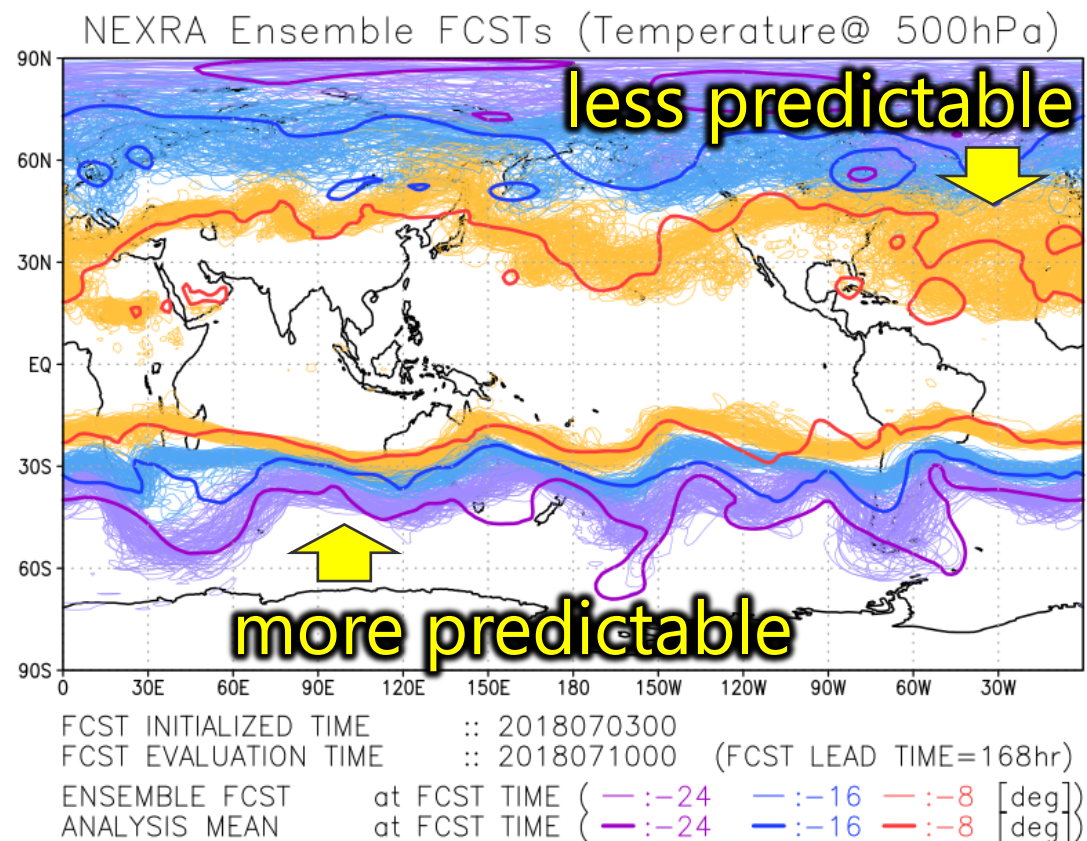 NEXRA Ensemble FCSTs (Temperature@ 500hPa)
90N
less predictable
60N
30N
EQ
30S
60S
more predictable
90S
0 30E 60E 90E 120E 150E 180 150W 120W 90W 60W 30W
FCST INITIALIZED TIME :: 2018070300
FCST EVALUATION TIME :: 2018071000 (FCST LEAD TIME=168hr)
ENSEMBLE FCST at FCST TIME ( — :-24 — :-16 — :-8 [deg])
ANALYSIS MEAN at FCST TIME ( — :-24 — :-16 — :-8 [deg])